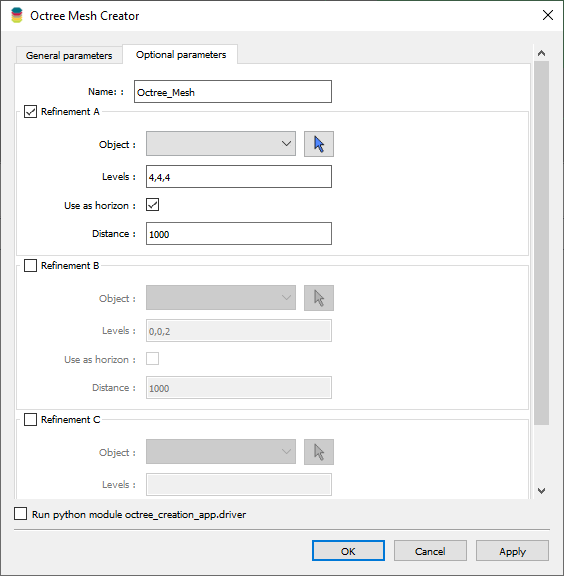 Octree Mesh Creator
General parameters
Optional parameters
Name: : Octree_Mesh
Refinement A
Object :
Levels : 4,4,4
Use as horizon :
Distance : 1000
Refinement B
Object :
Levels : 0,0,2
Use as horizon :
Distance : 1000
Refinement C
Object :
Levels :
Run python module octree_creation_app.driver
OK
Cancel
Apply